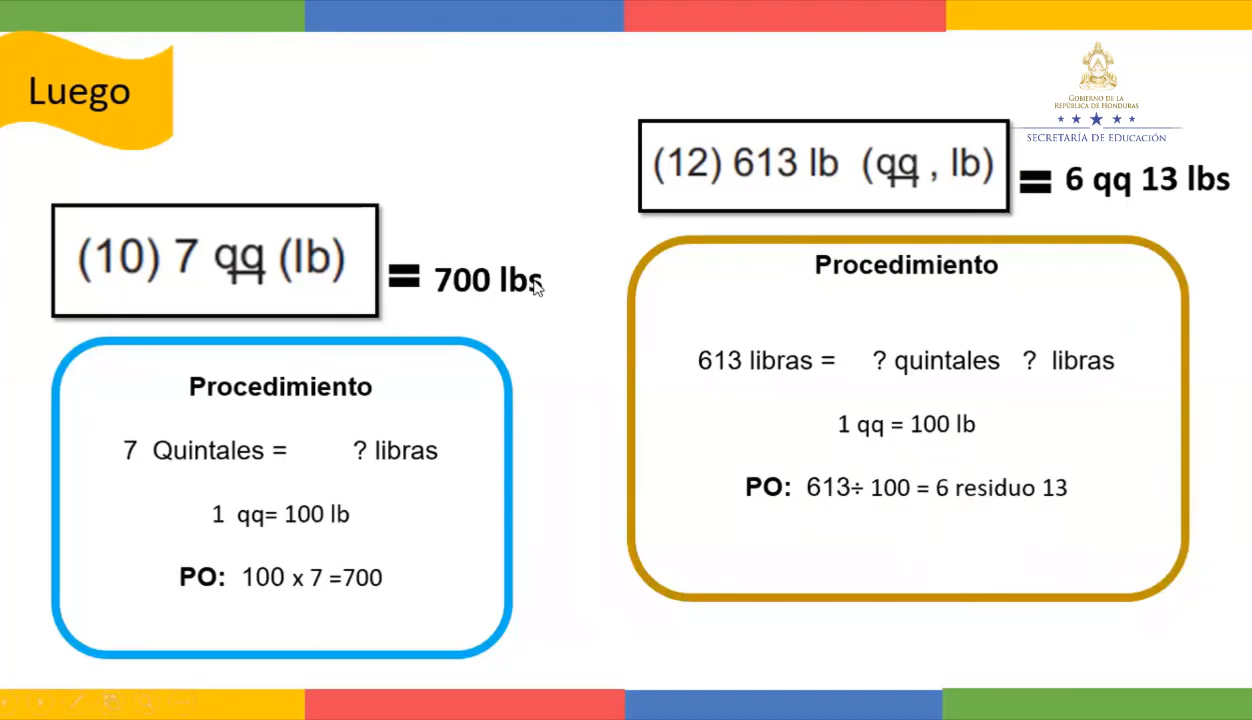 Luego
GOBIERNO DE LA
REPÚBLICA DE HONDURAS
SECRETARÍA DE EDUCACIÓN
(10) 7 qq (lb)
= 700 lbs
Procedimiento
7 Quintales = ? libras
1 qq= 100 lb
PO: 100 x 7 =700
(12) 613 lb (qq , lb)
= 6 qq 13 lbs
Procedimiento
613 libras = ? quintales ? libras
1 qq = 100 lb
PO: 613÷ 100 = 6 residuo 13